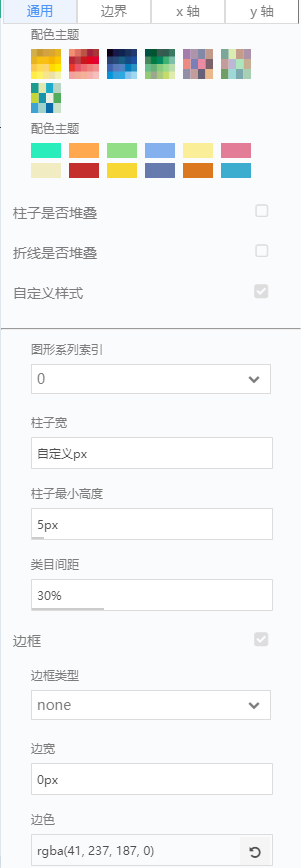 通用 边界 x 轴 y 轴
配色主题
配色主题
柱子是否堆叠
折线是否堆叠
自定义样式
图形系列索引
0
柱子宽
自定义px
柱子最小高度
5px
类目间距
30%
边框
边框类型
none
边宽
0px
边色
rgba(41, 237, 187, 0)